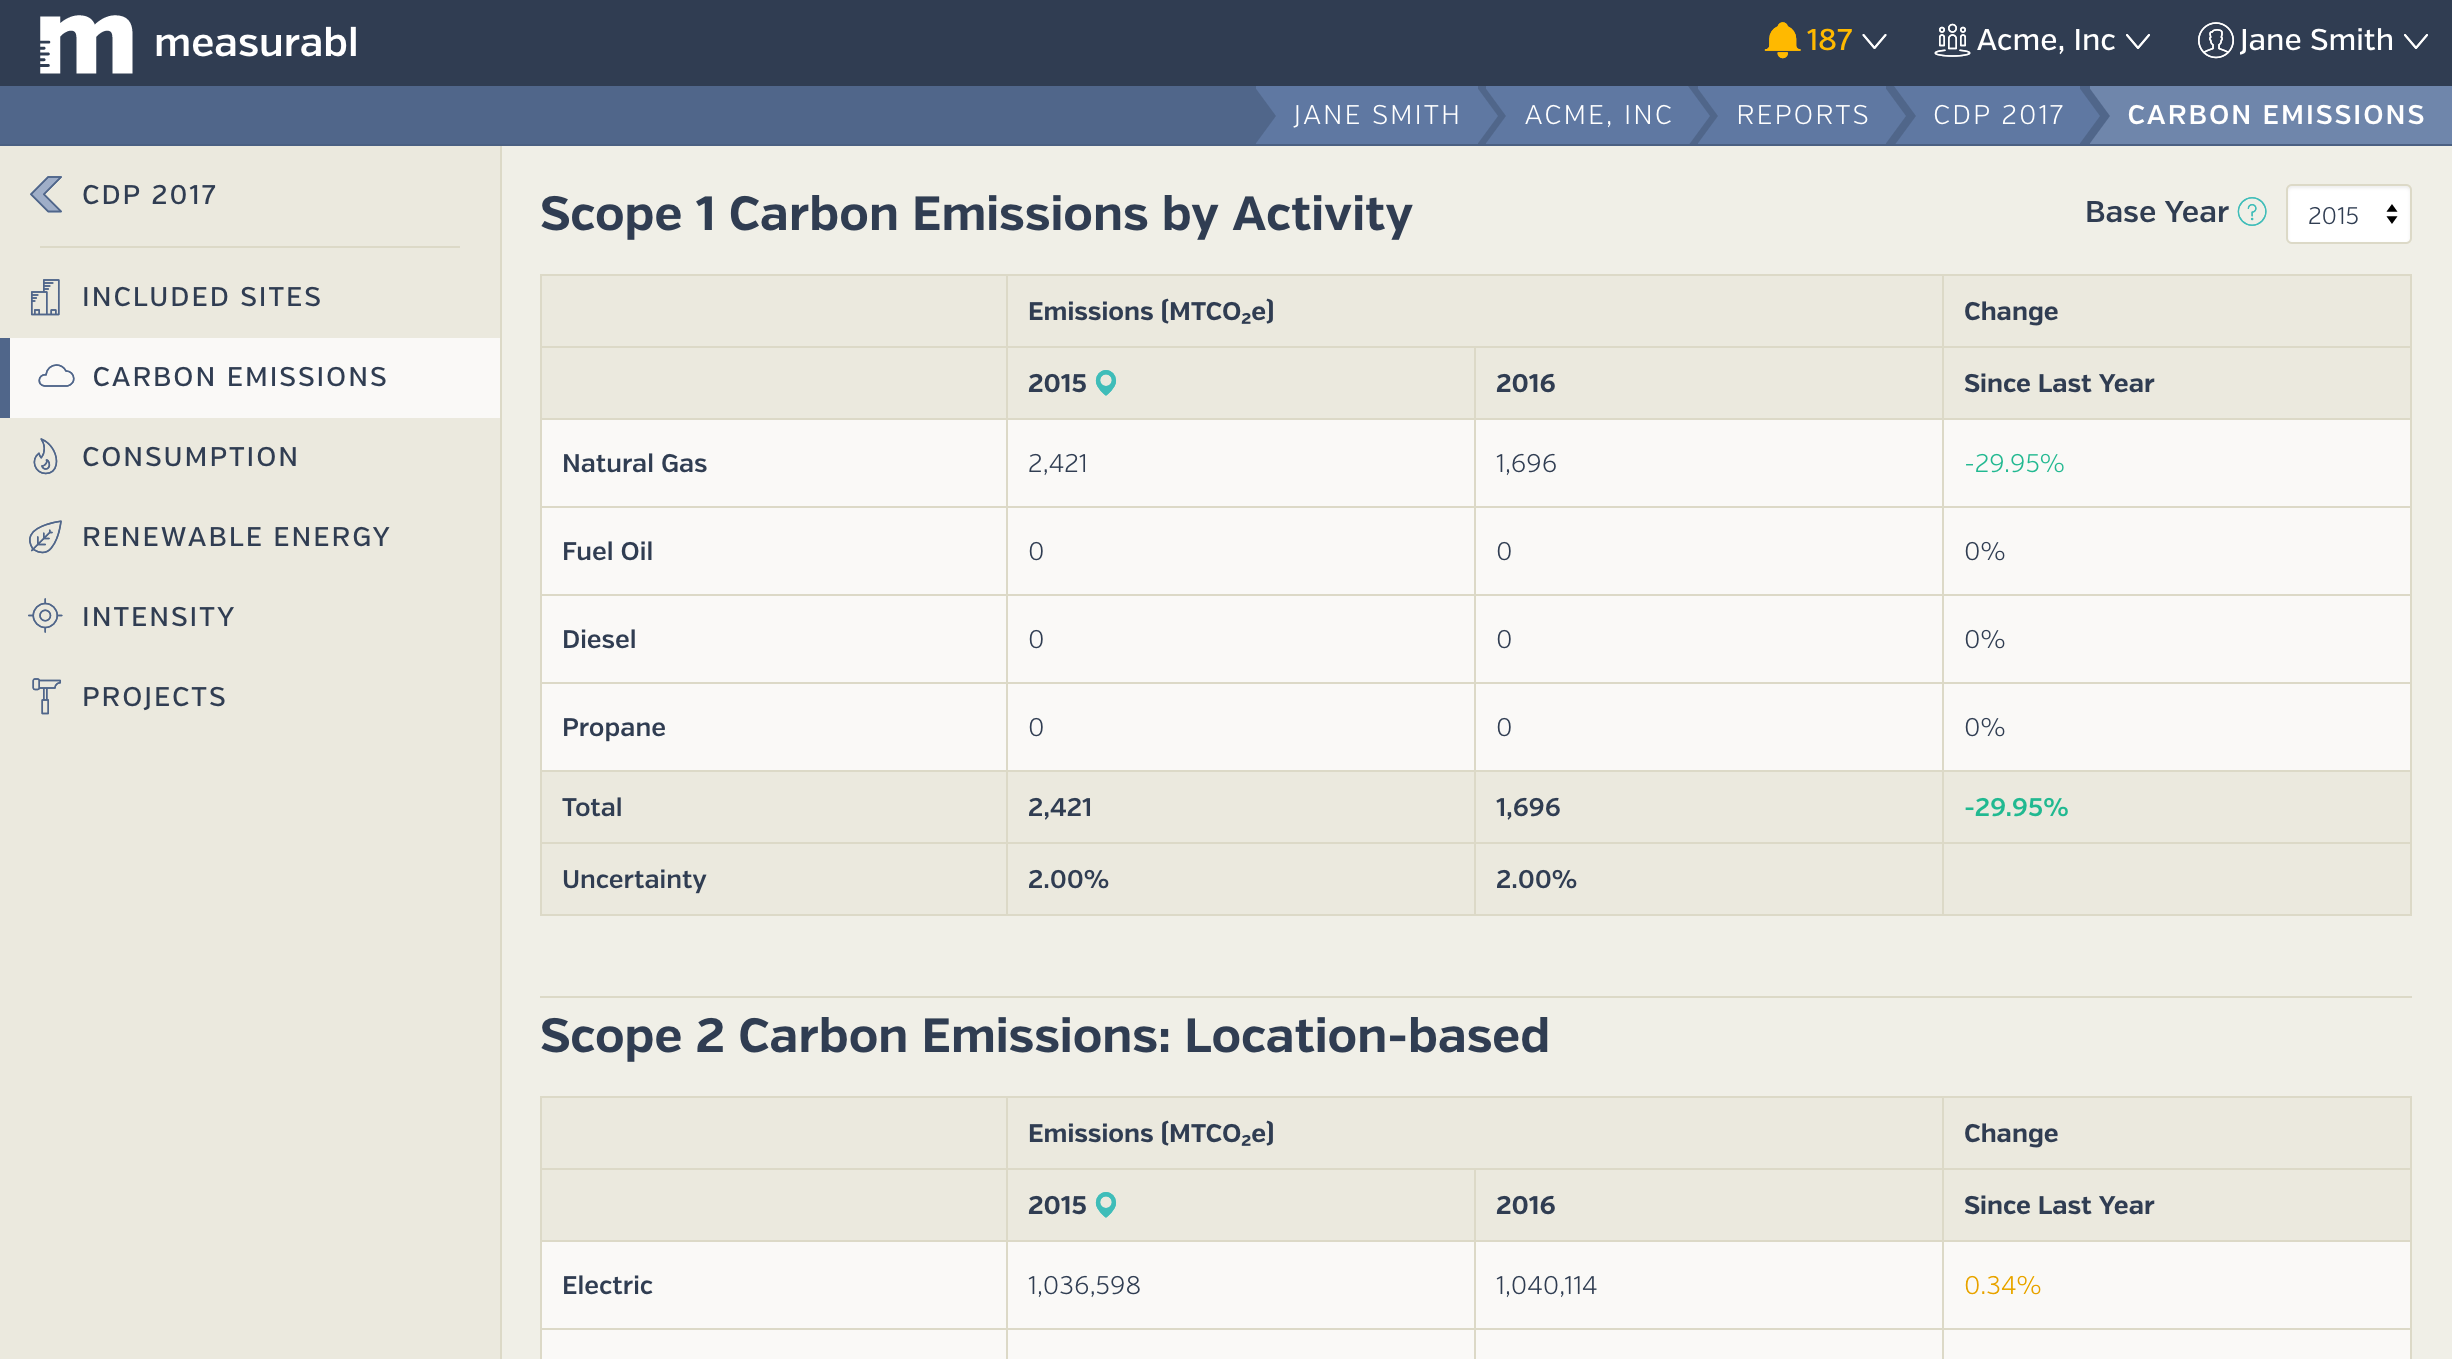 measurabl
187
Acme, Inc
Jane Smith
JANE SMITH
ACME, INC
REPORTS
CDP 2017
CARBON EMISSIONS
CDP 2017
INCLUDED SITES
CARBON EMISSIONS
CONSUMPTION
RENEWABLE ENERGY
INTENSITY
PROJECTS
Scope 1 Carbon Emissions by Activity
Base Year ? 2015
Emissions (MTCO₂e) Change
2015 2016 Since Last Year
Natural Gas 2,421 1,696 -29.95%
Fuel Oil 0 0 0%
Diesel 0 0 0%
Propane 0 0 0%
Total 2,421 1,696 -29.95%
Uncertainty 2.00% 2.00%
Scope 2 Carbon Emissions: Location-based
Emissions (MTCO₂e) Change
2015 2016 Since Last Year
Electric 1,036,598 1,040,114 0.34%